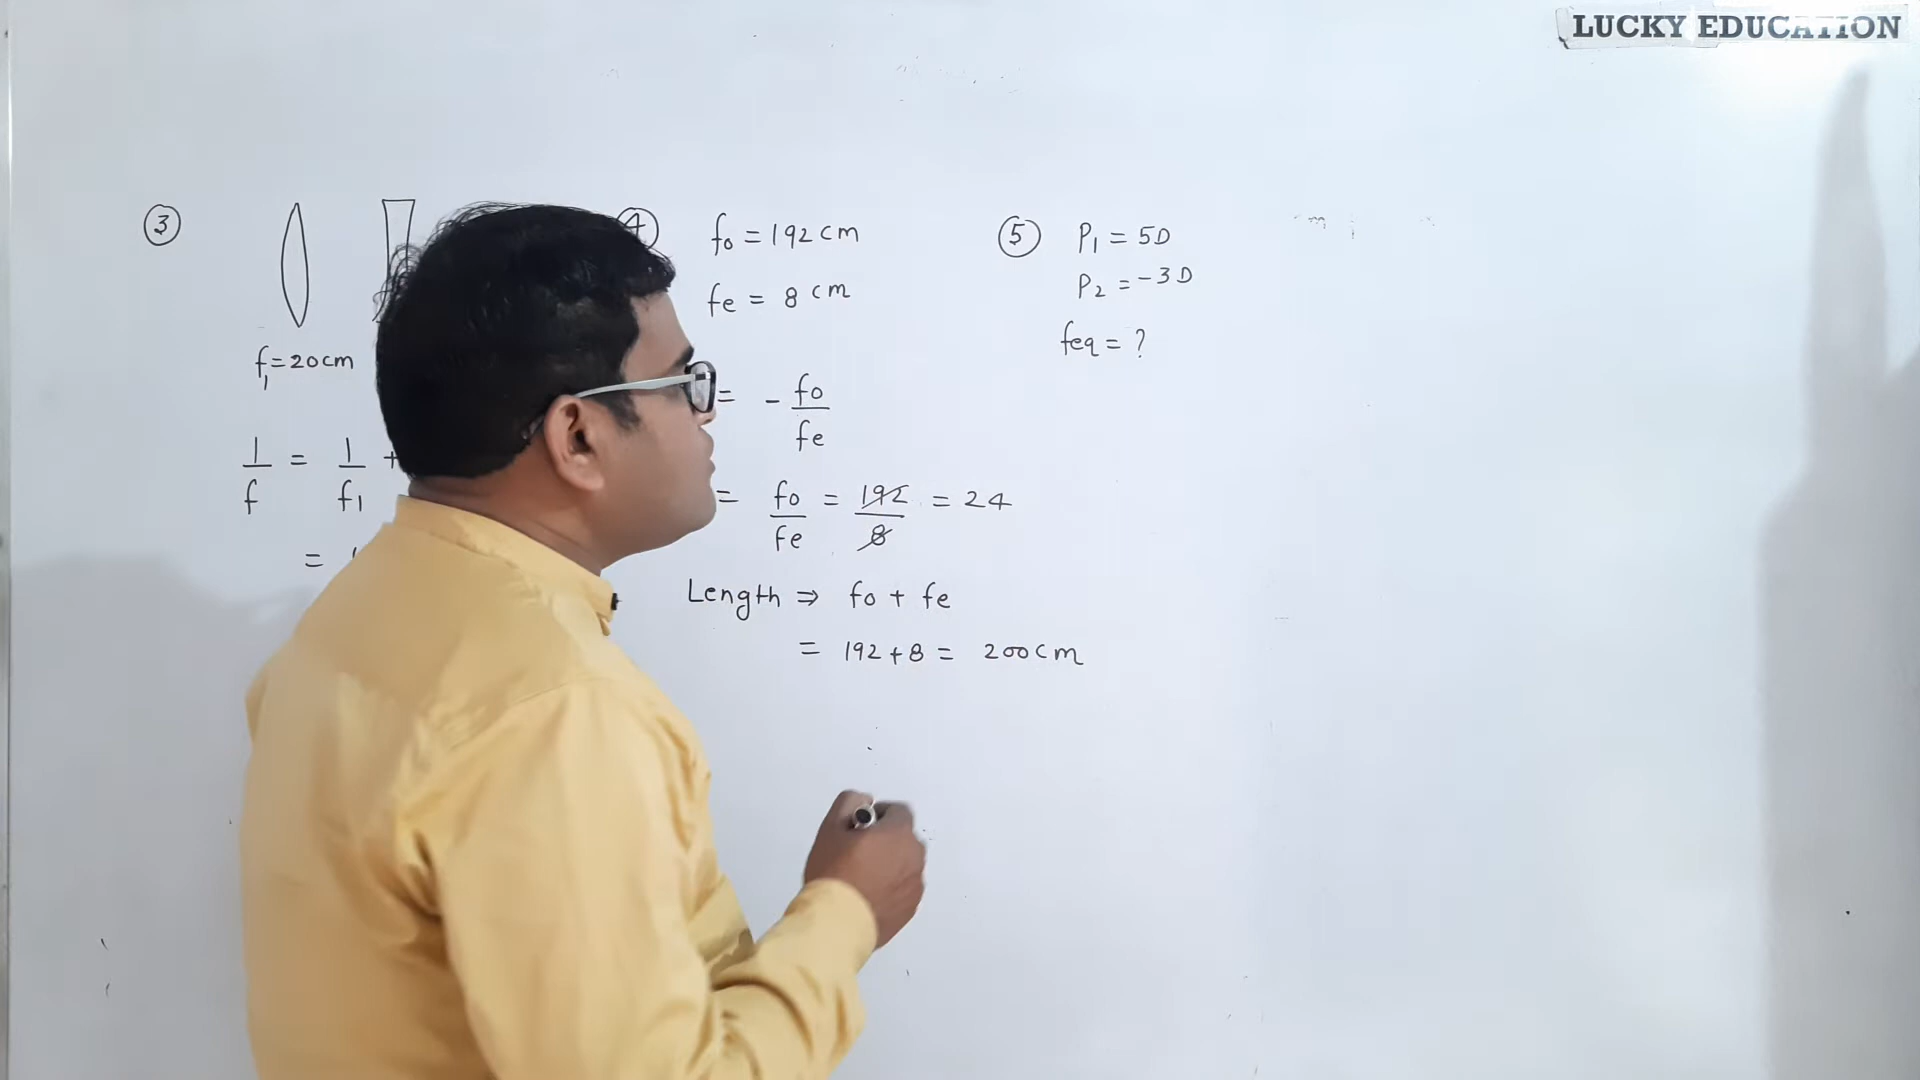 LUCKY EDUCATION
3
f₁=20cm
1/f = 1/f₁ +
=
4
fo = 192 cm
fe = 8 cm
= - fo/fe
= fo/fe = 192/8 = 24
Length ⇒ fo + fe
= 192+8 = 200cm
5
P₁ = 5D
P₂ = -3D
feq = ?